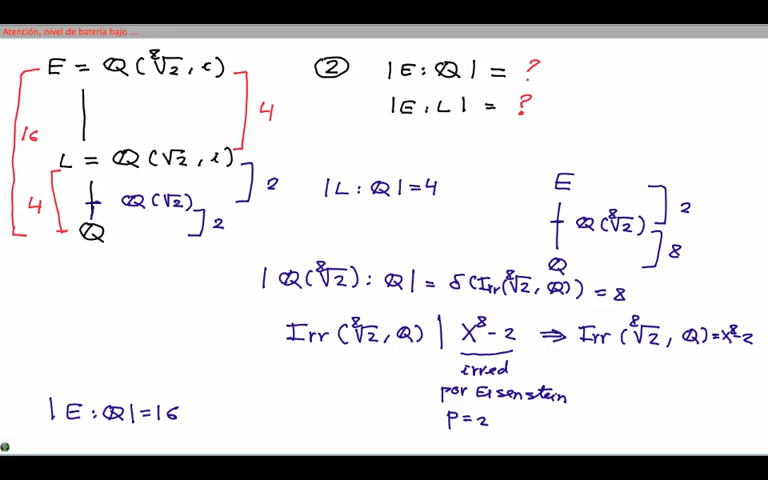 Atención, nivel de batería bajo ...
E = ℚ(⁸√2, i)
② |E : ℚ| = ?
|E : L| = ?
4
16
L = ℚ(√2, i)
2
|L : ℚ| = 4
4
ℚ(√2)
2
ℚ
E
2
ℚ(⁸√2)
8
ℚ
|ℚ(⁸√2) : ℚ| = δ(Irr(⁸√2, ℚ)) = 8
Irr(⁸√2, ℚ) | X⁸-2 ⇒ Irr(⁸√2, ℚ) = X⁸-2
irred
por Eisenstein
p = 2
|E : ℚ| = 16